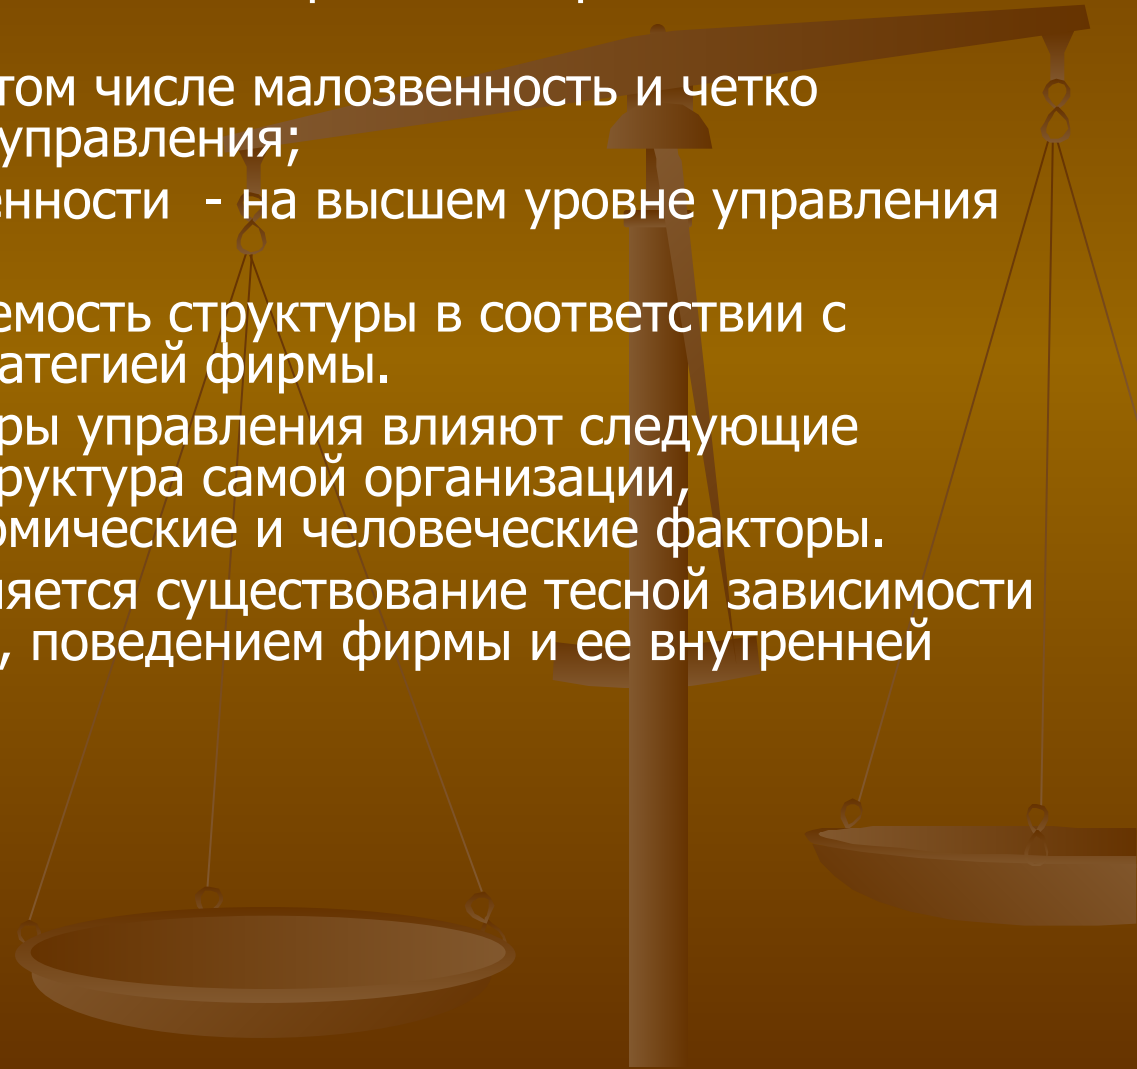 том числе малозвенность и четко
управления;
енности - на высшем уровне управления
емость структуры в соответствии с
атегией фирмы.
ры управления влияют следующие
руктура самой организации,
омические и человеческие факторы.
ляется существование тесной зависимости
, поведением фирмы и ее внутренней